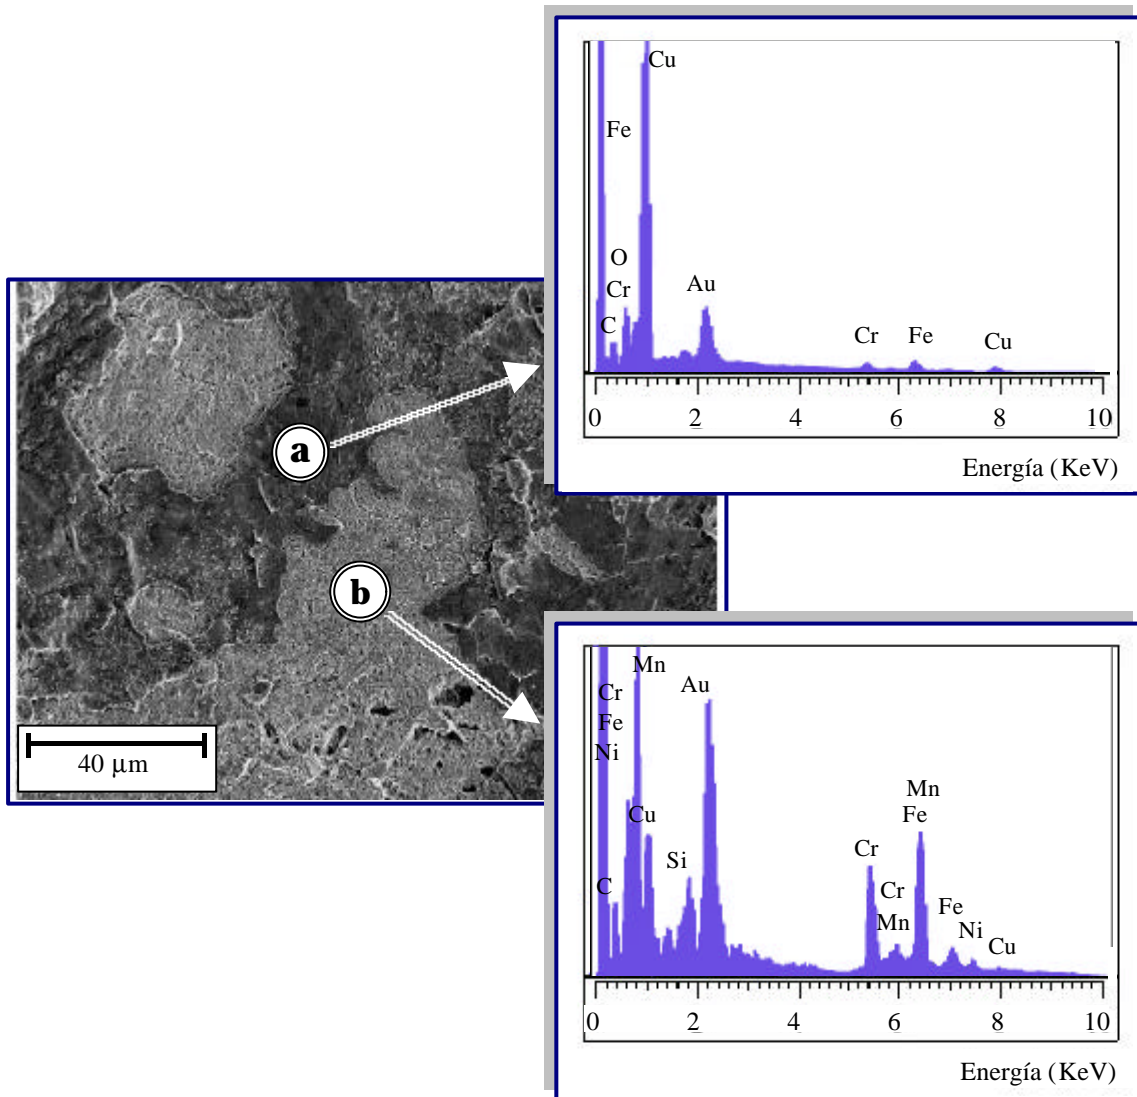 Cu
Fe
O
Cr
C
Au
Cr
Fe
Cu
0 2 4 6 8 10
Energía (KeV)
a
b
40 µm
Mn
Cr
Fe
Ni
Au
Cu
Si
C
Mn
Fe
Cr
Cr
Mn
Fe
Ni
Cu
0 2 4 6 8 10
Energía (KeV)